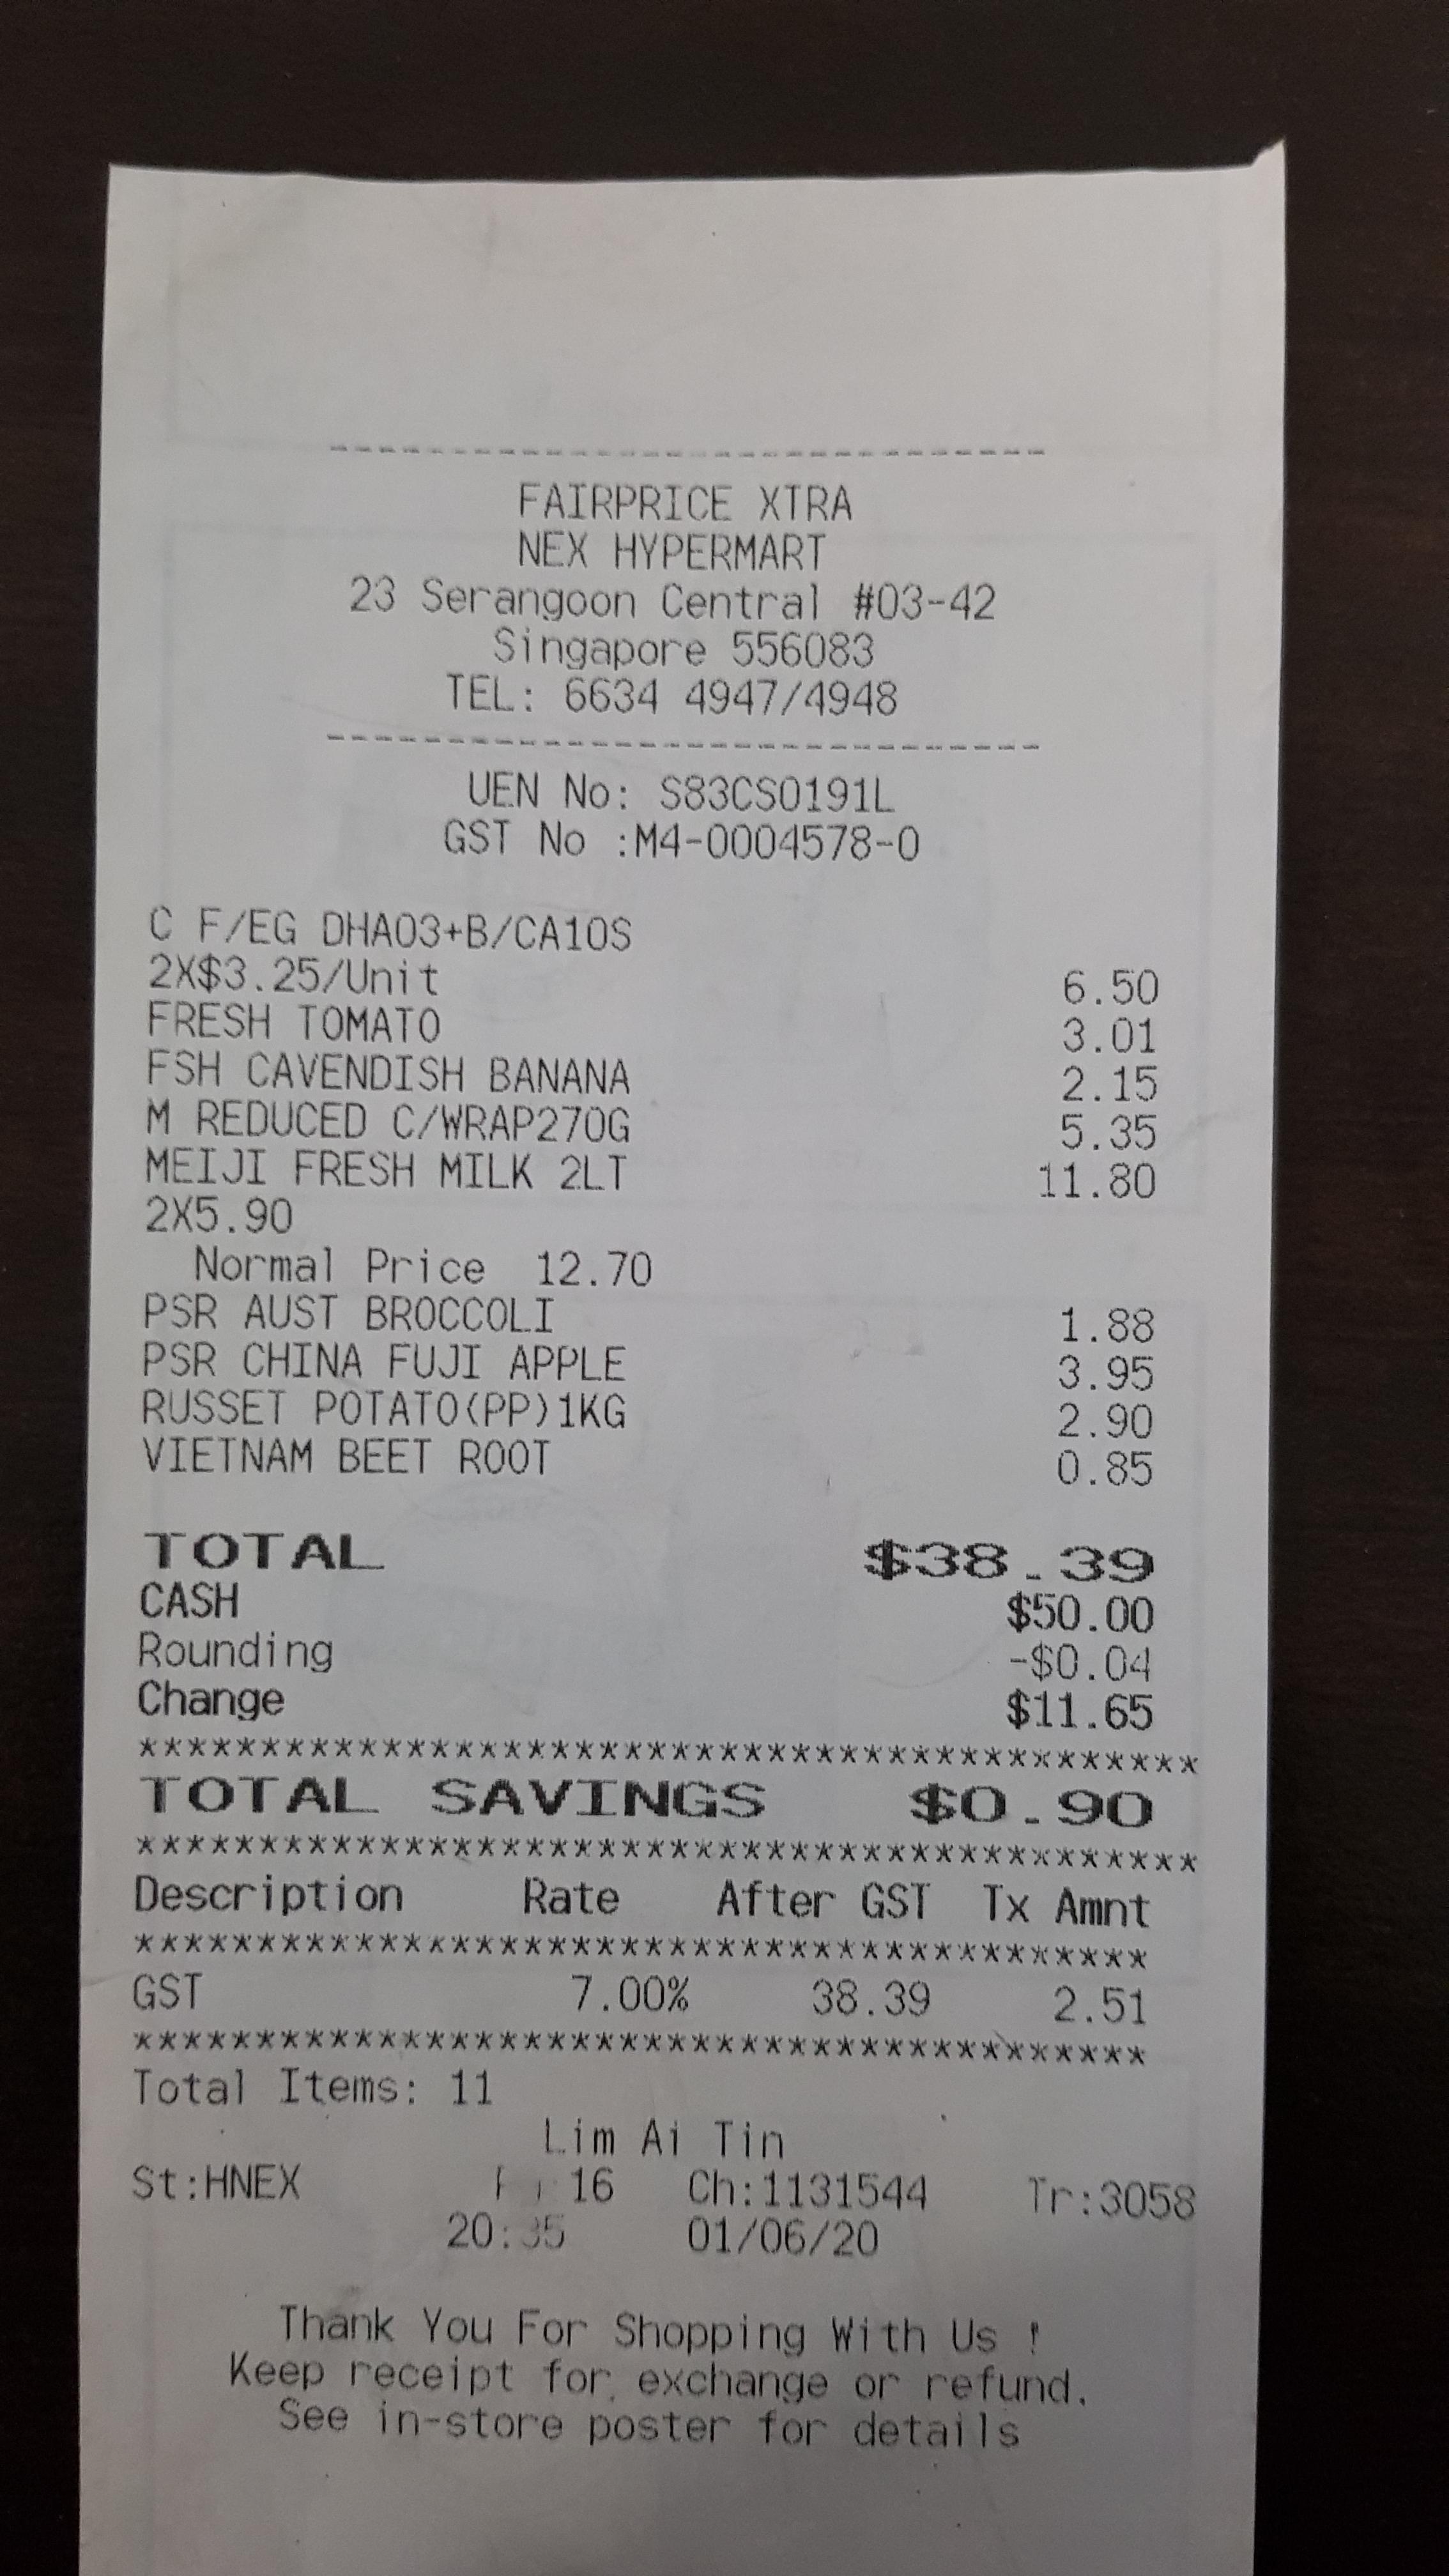 FAIRPRICE XTRA
NEX HYPERMART
23 Serangoon Central #03-42
Singapore 556083
TEL: 6634 4947/4948
UEN No: S83CS0191L
GST No :M4-0004578-0
C F/EG DHAO3+B/CA10S
2X$3.25/Unit 6.50
FRESH TOMATO 3.01
FSH CAVENDISH BANANA 2.15
M REDUCED C/WRAP270G 5.35
MEIJI FRESH MILK 2LT 11.80
2X5.90
Normal Price 12.70
PSR AUST BROCCOLI 1.88
PSR CHINA FUJI APPLE 3.95
RUSSET POTATO(PP)1KG 2.90
VIETNAM BEET ROOT 0.85
TOTAL $38.39
CASH $50.00
Rounding -$0.04
Change $11.65
****************************************
TOTAL SAVINGS $0.90
****************************************
Description Rate After GST Tx Amnt
****************************************
GST 7.00% 38.39 2.51
****************************************
Total Items: 11
Lim Ai Tin
St:HNEX 16 Ch:1131544 Tr:3058
20:35 01/06/20
Thank You For Shopping With Us !
Keep receipt for exchange or refund.
See in-store poster for details